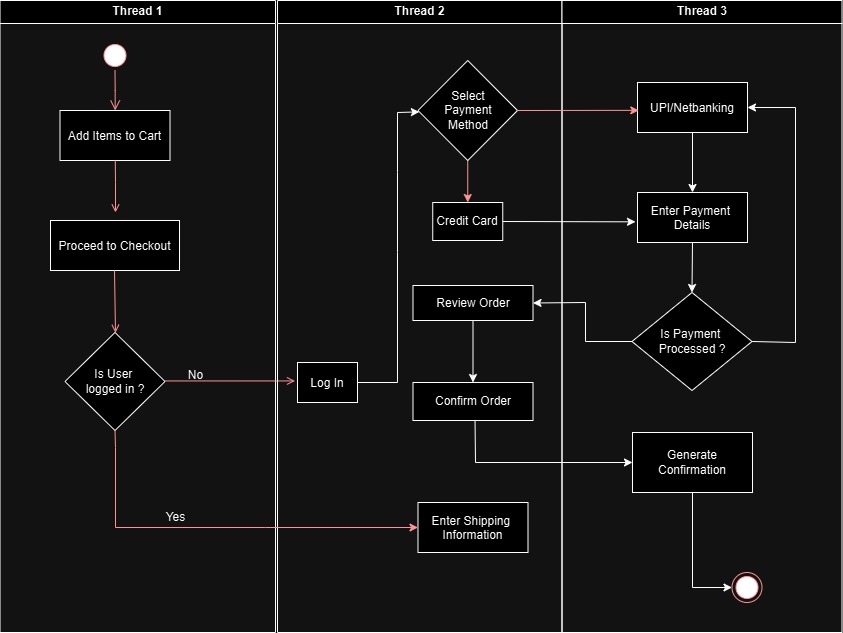 Thread 1
Thread 2
Thread 3
Add Items to Cart
Proceed to Checkout
Is User
logged in ?
No
Yes
Log In
Select
Payment
Method
Credit Card
Review Order
Confirm Order
Enter Shipping
Information
UPI/Netbanking
Enter Payment
Details
Is Payment
Processed ?
Generate
Confirmation